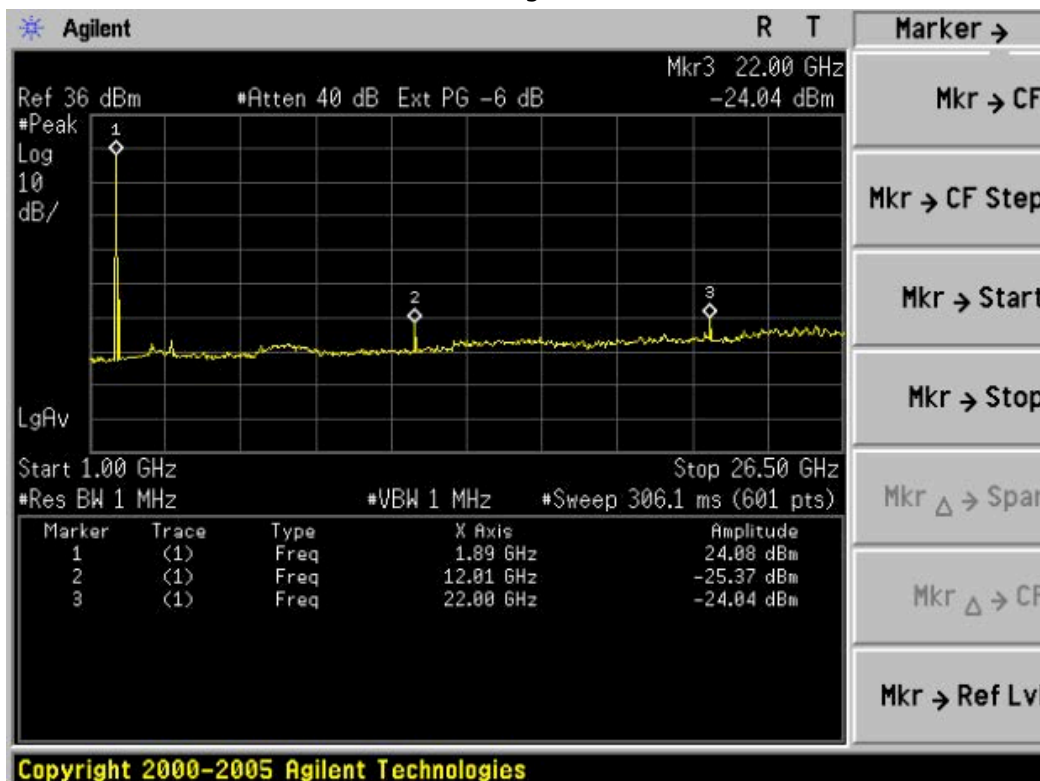 Agilent R T
Marker →
Mkr3 22.00 GHz
Ref 36 dBm #Atten 40 dB Ext PG -6 dB -24.04 dBm
#Peak
Log
10
dB/
1
2
3
LgAv
Start 1.00 GHz Stop 26.50 GHz
#Res BW 1 MHz #VBW 1 MHz #Sweep 306.1 ms (601 pts)
Marker Trace Type X Axis Amplitude
1 (1) Freq 1.89 GHz 24.08 dBm
2 (1) Freq 12.01 GHz -25.37 dBm
3 (1) Freq 22.00 GHz -24.04 dBm
Mkr → CF
Mkr → CF Step
Mkr → Start
Mkr → Stop
Mkr △ → Span
Mkr △ → CF
Mkr → Ref Lvl
Copyright 2000-2005 Agilent Technologies